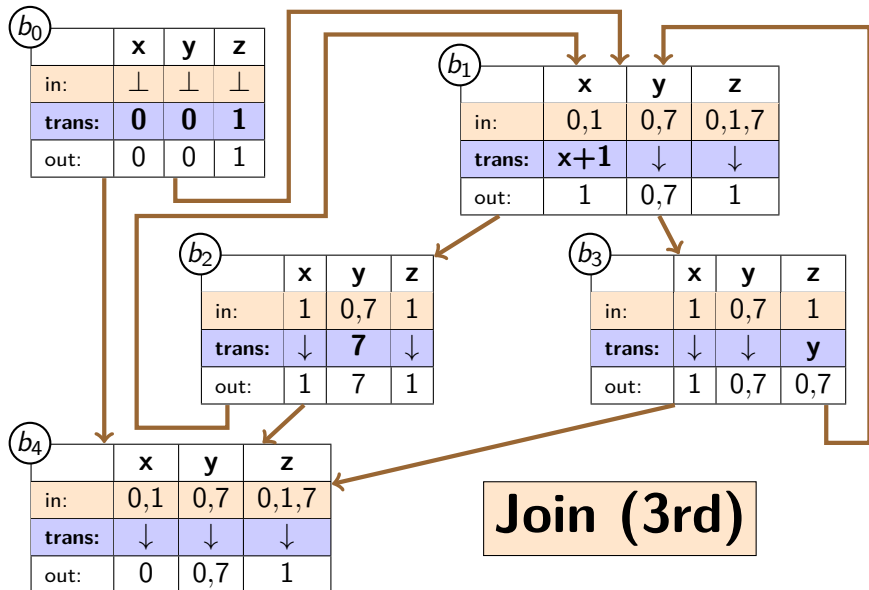 b0
x y z
in: ⊥ ⊥ ⊥
trans: 0 0 1
out: 0 0 1
b1
x y z
in: 0,1 0,7 0,1,7
trans: x+1 ↓ ↓
out: 1 0,7 1
b2
x y z
in: 1 0,7 1
trans: ↓ 7 ↓
out: 1 7 1
b3
x y z
in: 1 0,7 1
trans: ↓ ↓ y
out: 1 0,7 0,7
b4
x y z
in: 0,1 0,7 0,1,7
trans: ↓ ↓ ↓
out: 0 0,7 1
Join (3rd)